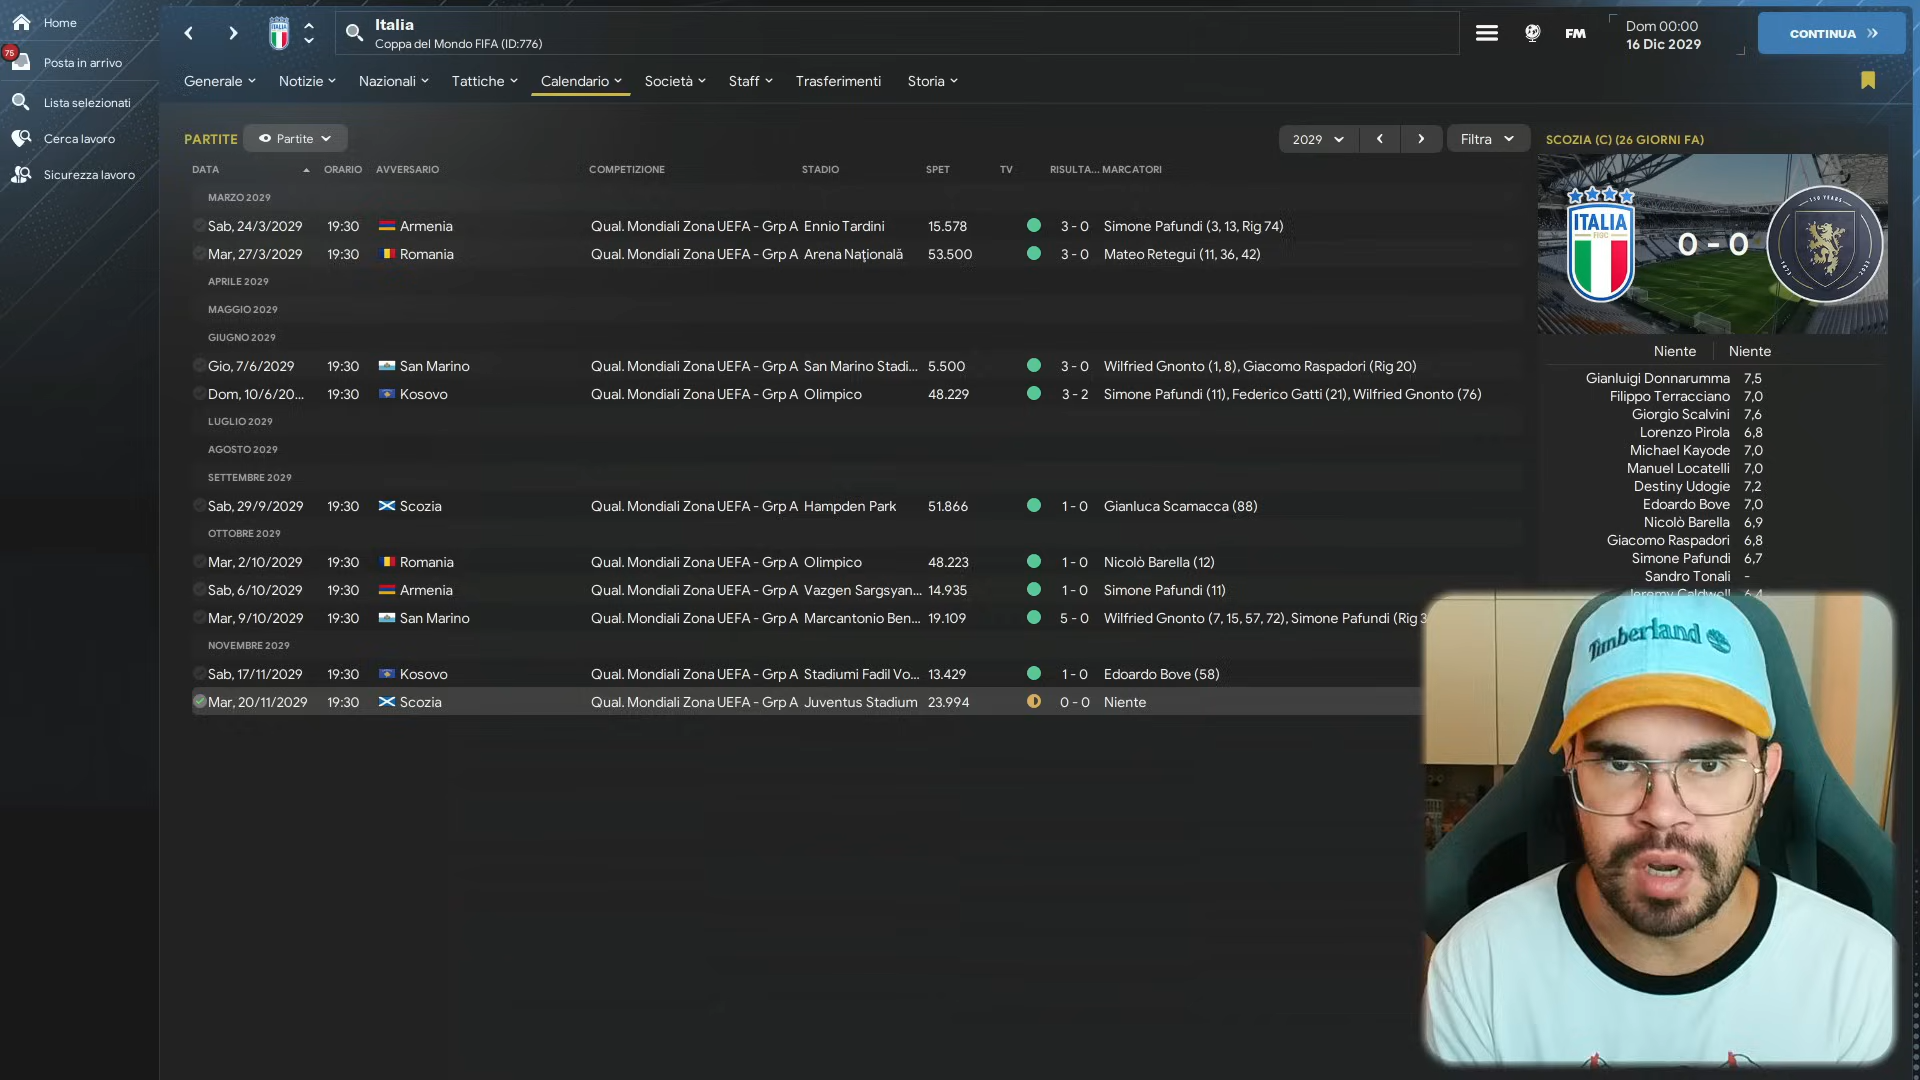 Home
75
Posta in arrivo
Lista selezionati
Cerca lavoro
Sicurezza lavoro
ITALIA
Italia
Coppa del Mondo FIFA (ID:776)
FM
Dom 00:00
16 Dic 2029
CONTINUA
Generale Notizie Nazionali Tattiche Calendario Società Staff Trasferimenti Storia
PARTITE Partite 2029 Filtra
DATA ORARIO AVVERSARIO COMPETIZIONE STADIO SPET TV RISULTA... MARCATORI
MARZO 2029
Sab, 24/3/2029 19:30 Armenia Qual. Mondiali Zona UEFA - Grp A Ennio Tardini 15.578 3 - 0 Simone Pafundi (3, 13, Rig 74)
Mar, 27/3/2029 19:30 Romania Qual. Mondiali Zona UEFA - Grp A Arena Națională 53.500 3 - 0 Mateo Retegui (11, 36, 42)
APRILE 2029
MAGGIO 2029
GIUGNO 2029
Gio, 7/6/2029 19:30 San Marino Qual. Mondiali Zona UEFA - Grp A San Marino Stadi... 5.500 3 - 0 Wilfried Gnonto (1, 8), Giacomo Raspadori (Rig 20)
Dom, 10/6/20... 19:30 Kosovo Qual. Mondiali Zona UEFA - Grp A Olimpico 48.229 3 - 2 Simone Pafundi (11), Federico Gatti (21), Wilfried Gnonto (76)
LUGLIO 2029
AGOSTO 2029
SETTEMBRE 2029
Sab, 29/9/2029 19:30 Scozia Qual. Mondiali Zona UEFA - Grp A Hampden Park 51.866 1 - 0 Gianluca Scamacca (88)
OTTOBRE 2029
Mar, 2/10/2029 19:30 Romania Qual. Mondiali Zona UEFA - Grp A Olimpico 48.223 1 - 0 Nicolò Barella (12)
Sab, 6/10/2029 19:30 Armenia Qual. Mondiali Zona UEFA - Grp A Vazgen Sargsyan... 14.935 1 - 0 Simone Pafundi (11)
Mar, 9/10/2029 19:30 San Marino Qual. Mondiali Zona UEFA - Grp A Marcantonio Ben... 19.109 5 - 0 Wilfried Gnonto (7, 15, 57, 72), Simone Pafundi (Rig 3
NOVEMBRE 2029
Sab, 17/11/2029 19:30 Kosovo Qual. Mondiali Zona UEFA - Grp A Stadiumi Fadil Vo... 13.429 1 - 0 Edoardo Bove (58)
Mar, 20/11/2029 19:30 Scozia Qual. Mondiali Zona UEFA - Grp A Juventus Stadium 23.994 0 - 0 Niente
SCOZIA (C) (26 GIORNI FA)
ITALIA
FIGC
0 - 0
150 YEARS
1873 2023
Niente Niente
Gianluigi Donnarumma 7,5
Filippo Terracciano 7,0
Giorgio Scalvini 7,6
Lorenzo Pirola 6,8
Michael Kayode 7,0
Manuel Locatelli 7,0
Destiny Udogie 7,2
Edoardo Bove 7,0
Nicolò Barella 6,9
Giacomo Raspadori 6,8
Simone Pafundi 6,7
Sandro Tonali -
Jeremy Caldwell 6,4
Timberland